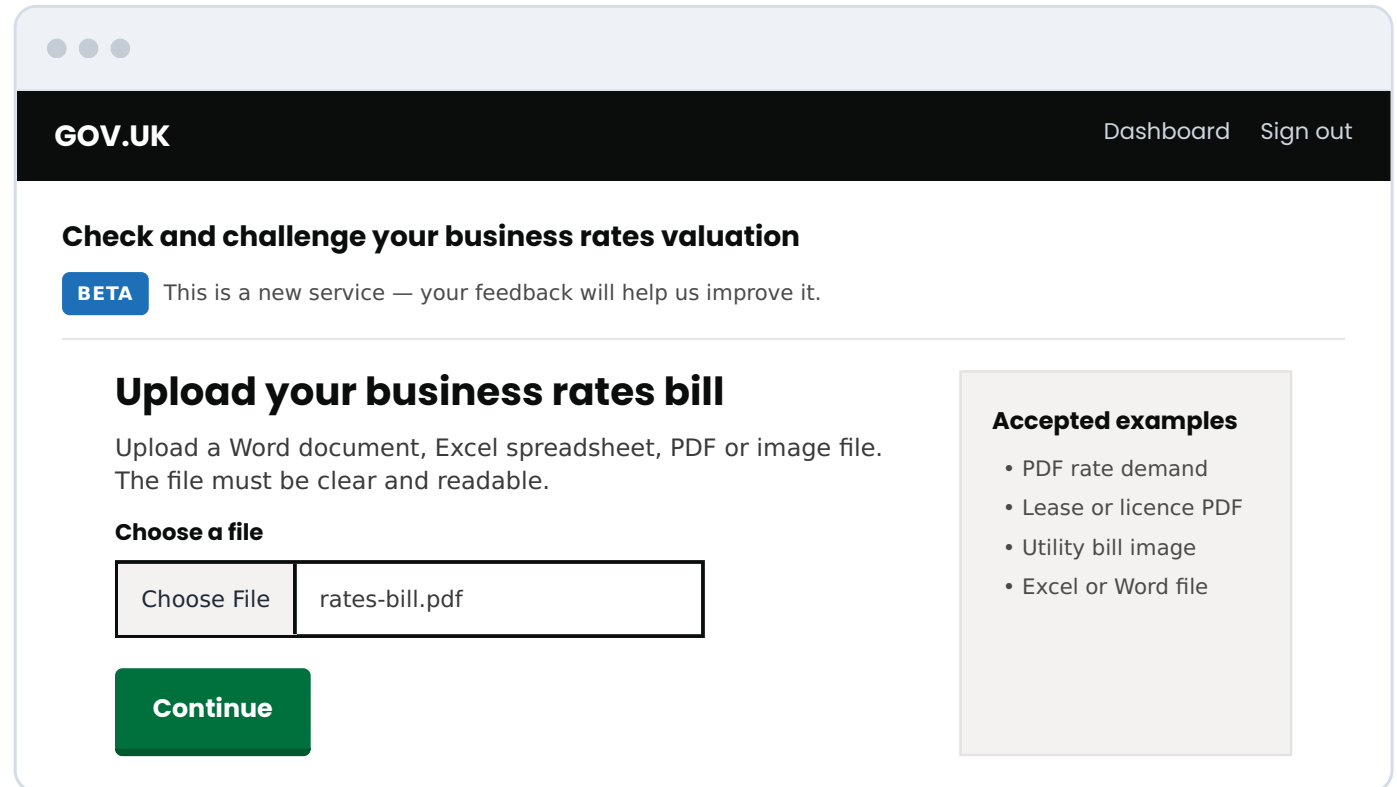 GOV.UK
Dashboard Sign out
Check and challenge your business rates valuation
BETA This is a new service — your feedback will help us improve it.
Upload your business rates bill
Upload a Word document, Excel spreadsheet, PDF or image file.
The file must be clear and readable.
Choose a file
Choose File rates-bill.pdf
Continue
Accepted examples
• PDF rate demand
• Lease or licence PDF
• Utility bill image
• Excel or Word file